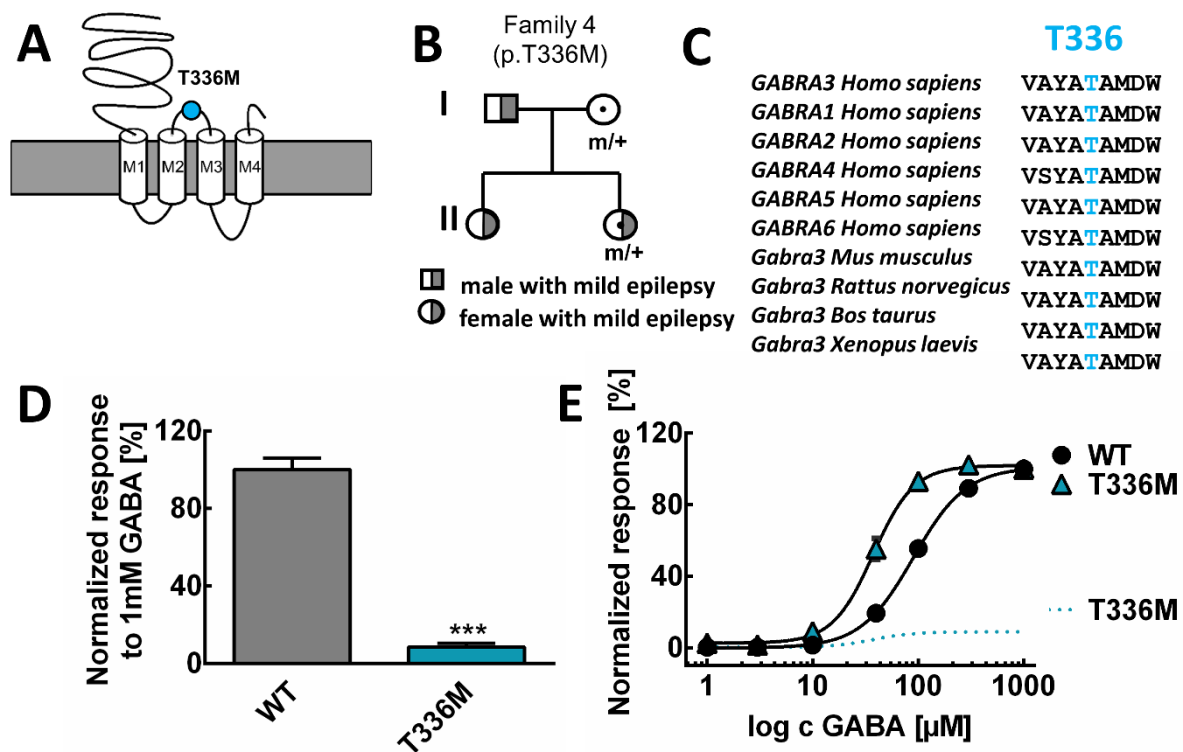 A
T336M
M1 M2 M3 M4
B
Family 4
(p.T336M)
I
m/+
II
m/+
male with mild epilepsy
female with mild epilepsy
C
T336
GABRA3 Homo sapiens VAYATAMDW
GABRA1 Homo sapiens VAYATAMDW
GABRA2 Homo sapiens VAYATAMDW
GABRA4 Homo sapiens VSYATAMDW
GABRA5 Homo sapiens VAYATAMDW
GABRA6 Homo sapiens VSYATAMDW
Gabra3 Mus musculus VAYATAMDW
Gabra3 Rattus norvegicus VAYATAMDW
Gabra3 Bos taurus VAYATAMDW
Gabra3 Xenopus laevis VAYATAMDW
D
Normalized response
to 1mM GABA [%]
120
80
40
0
***
WT
T336M
E
Normalized response [%]
120
80
40
0
1 10 100 1000
log c GABA [µM]
WT
T336M
T336M